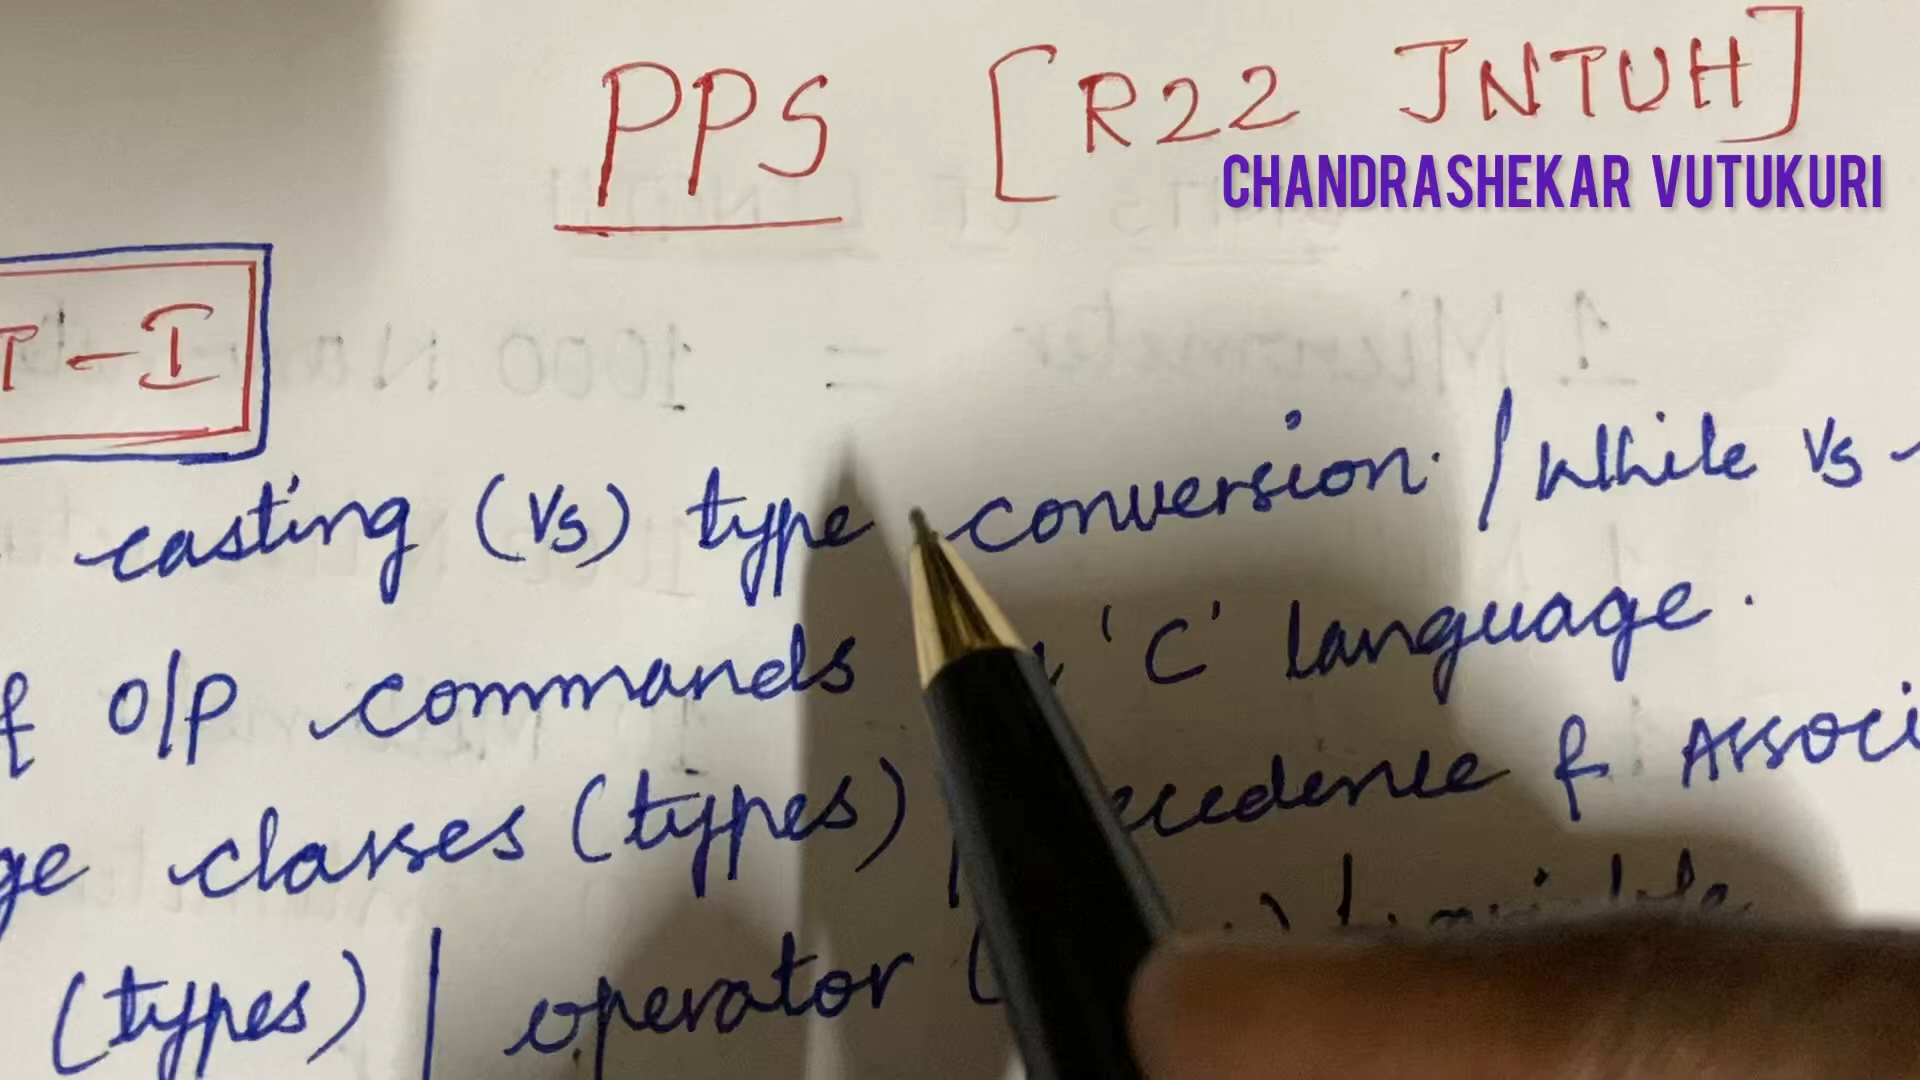 PPS [R22 JNTUH]
CHANDRASHEKAR VUTUKURI
T-I
casting (Vs) type conversion. / While Vs
& O/P commands 'C' language.
ge classes (types) ecedence & Associ
(types) | operator (